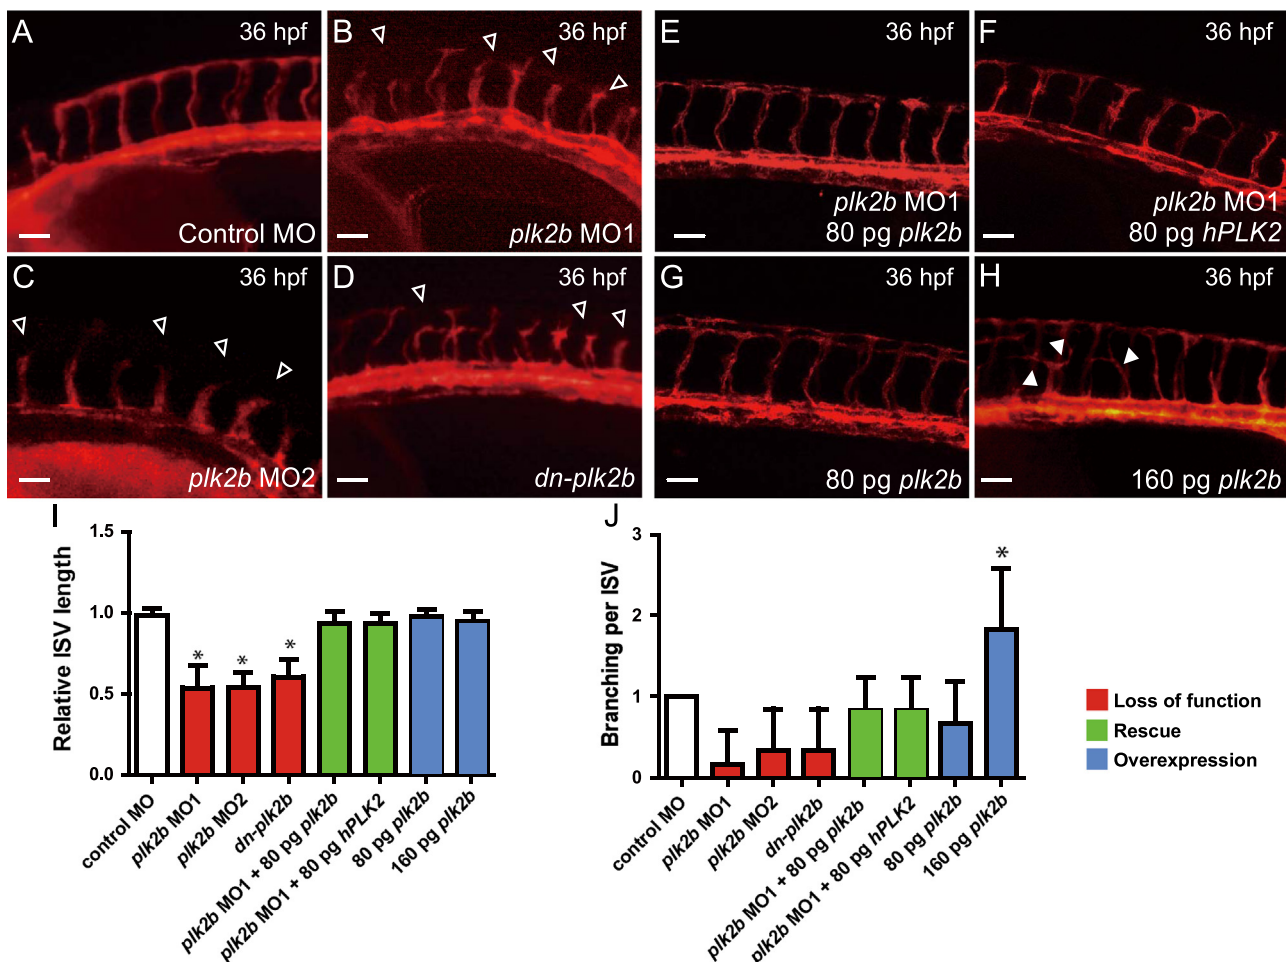 A
36 hpf
Control MO
B
36 hpf
plk2b MO1
E
36 hpf
plk2b MO1
80 pg plk2b
F
36 hpf
plk2b MO1
80 pg hPLK2
C
36 hpf
plk2b MO2
D
36 hpf
dn-plk2b
G
36 hpf
80 pg plk2b
H
36 hpf
160 pg plk2b
I
Relative ISV length
1.5
1.0
0.5
0.0
*
*
*
control MO
plk2b MO1
plk2b MO2
dn-plk2b
plk2b MO1 + 80 pg plk2b
plk2b MO1 + 80 pg hPLK2
80 pg plk2b
160 pg plk2b
J
Branching per ISV
3
2
1
0
*
control MO
plk2b MO1
plk2b MO2
dn-plk2b
plk2b MO1 + 80 pg plk2b
plk2b MO1 + 80 pg hPLK2
80 pg plk2b
160 pg plk2b
Loss of function
Rescue
Overexpression